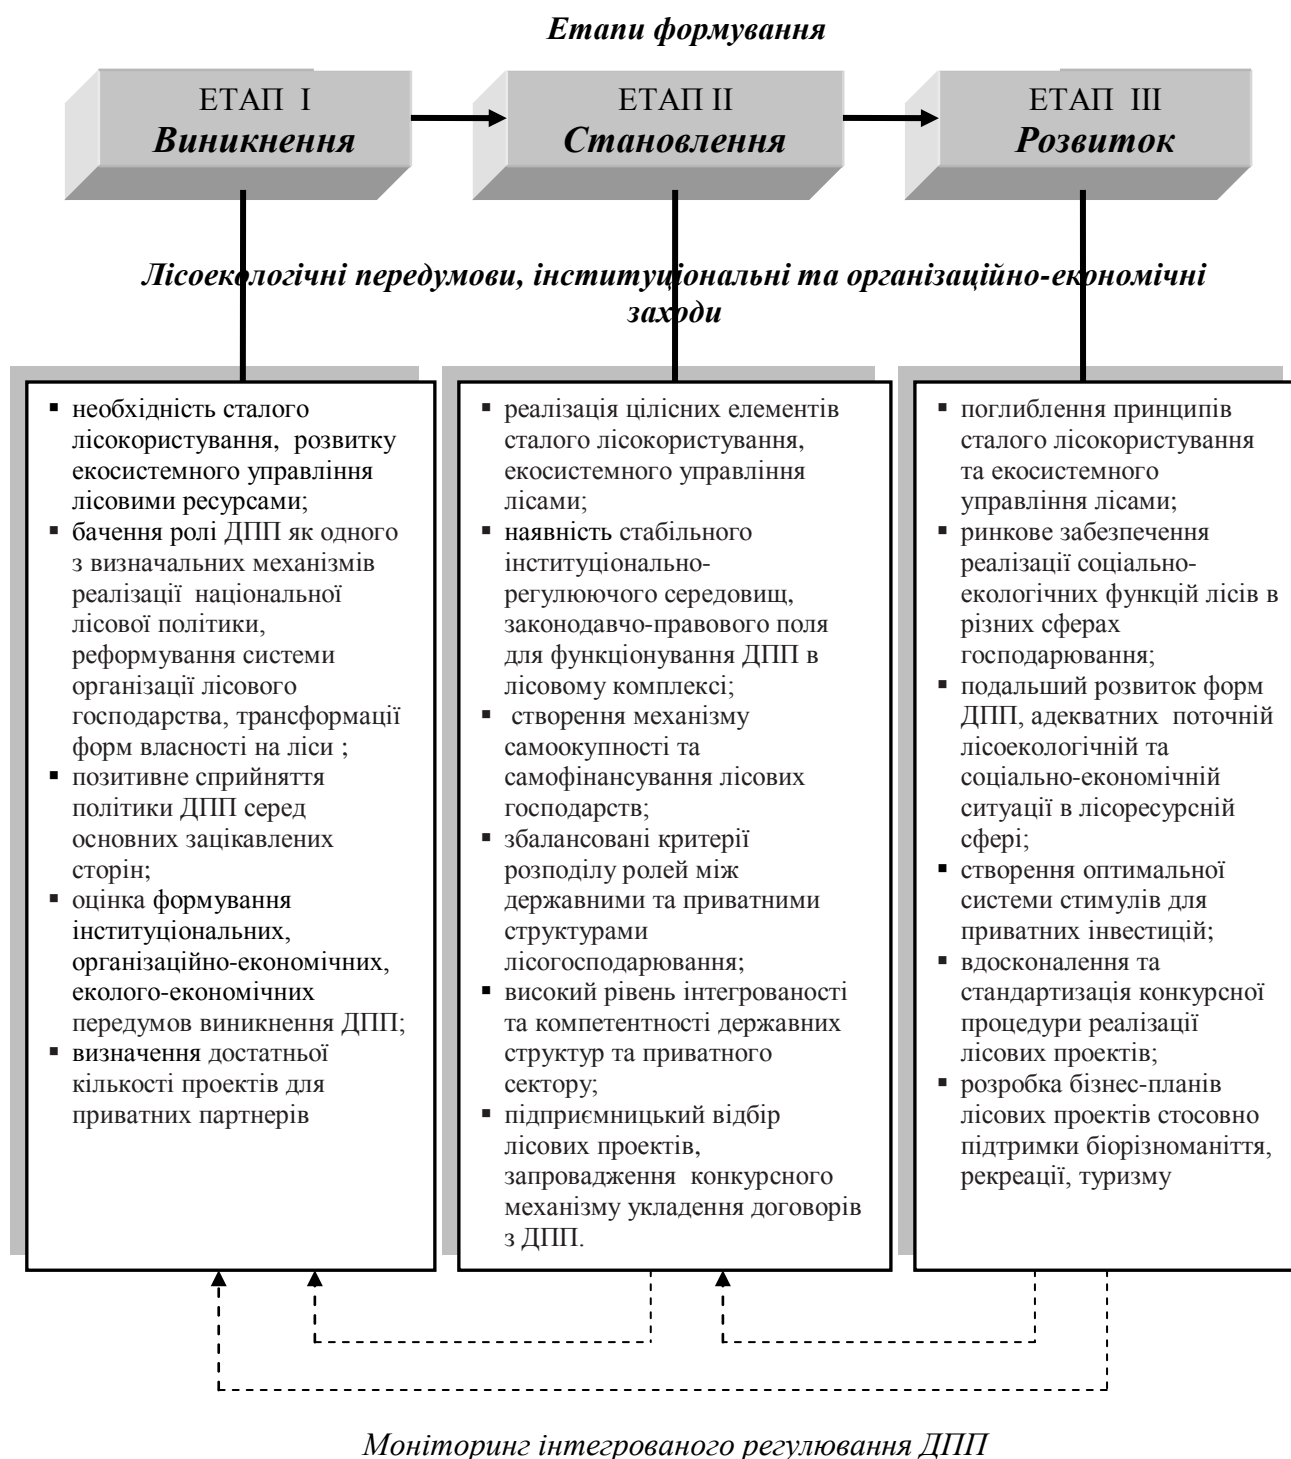 Етапи формування
ЕТАП І
Виникнення
ЕТАП ІІ
Становлення
ЕТАП ІІІ
Розвиток
Лісоекологічні передумови, інституціональні та організаційно-економічні
заходи
▪ необхідність сталого
лісокористування, розвитку
екосистемного управління
лісовими ресурсами;
▪ бачення ролі ДПП як одного
з визначальних механізмів
реалізації національної
лісової політики,
реформування системи
організації лісового
господарства, трансформації
форм власності на ліси ;
▪ позитивне сприйняття
політики ДПП серед
основних зацікавлених
сторін;
▪ оцінка формування
інституціональних,
організаційно-економічних,
еколого-економічних
передумов виникнення ДПП;
▪ визначення достатньої
кількості проектів для
приватних партнерів
▪ реалізація цілісних елементів
сталого лісокористування,
екосистемного управління
лісами;
▪ наявність стабільного
інституціонально-
регулюючого середовищ,
законодавчо-правового поля
для функціонування ДПП в
лісовому комплексі;
▪ створення механізму
самоокупності та
самофінансування лісових
господарств;
▪ збалансовані критерії
розподілу ролей між
державними та приватними
структурами
лісогосподарювання;
▪ високий рівень інтегрованості
та компетентності державних
структур та приватного
сектору;
▪ підприємницький відбір
лісових проектів,
запровадження конкурсного
механізму укладення договорів
з ДПП.
▪ поглиблення принципів
сталого лісокористування
та екосистемного
управління лісами;
▪ ринкове забезпечення
реалізації соціально-
екологічних функцій лісів в
різних сферах
господарювання;
▪ подальший розвиток форм
ДПП, адекватних поточній
лісоекологічній та
соціально-економічній
ситуації в лісоресурсній
сфері;
▪ створення оптимальної
системи стимулів для
приватних інвестицій;
▪ вдосконалення та
стандартизація конкурсної
процедури реалізації
лісових проектів;
▪ розробка бізнес-планів
лісових проектів стосовно
підтримки біорізноманіття,
рекреації, туризму
Моніторинг інтегрованого регулювання ДПП